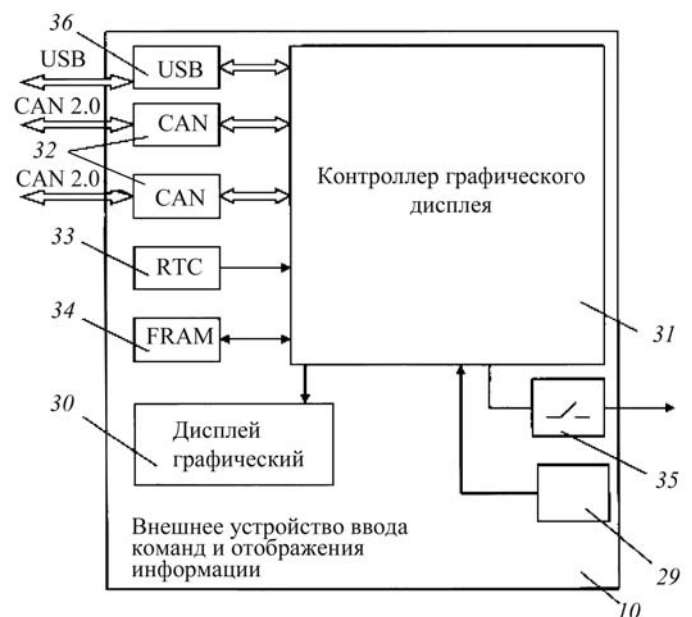 36
USB
USB
CAN 2.0
CAN
32
CAN 2.0
CAN
Контроллер графического
дисплея
33
RTC
34
FRAM
31
30
Дисплей
графический
35
Внешнее устройство ввода
команд и отображения
информации
29
10